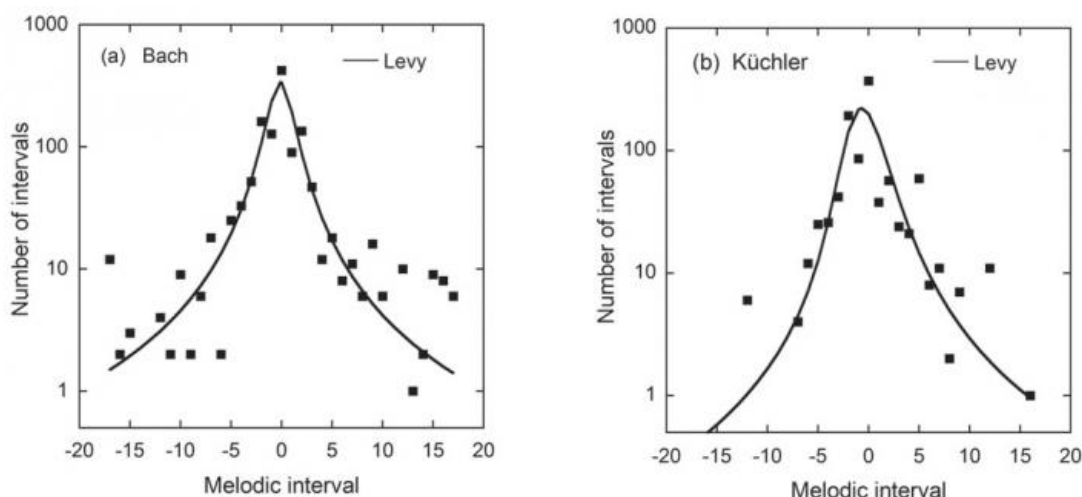 1000
(a) Bach
Levy
100
10
1
Number of intervals
-20 -15 -10 -5 0 5 10 15 20
Melodic interval
1000
(b) Küchler
Levy
100
10
1
Number of intervals
-20 -15 -10 -5 0 5 10 15 20
Melodic interval